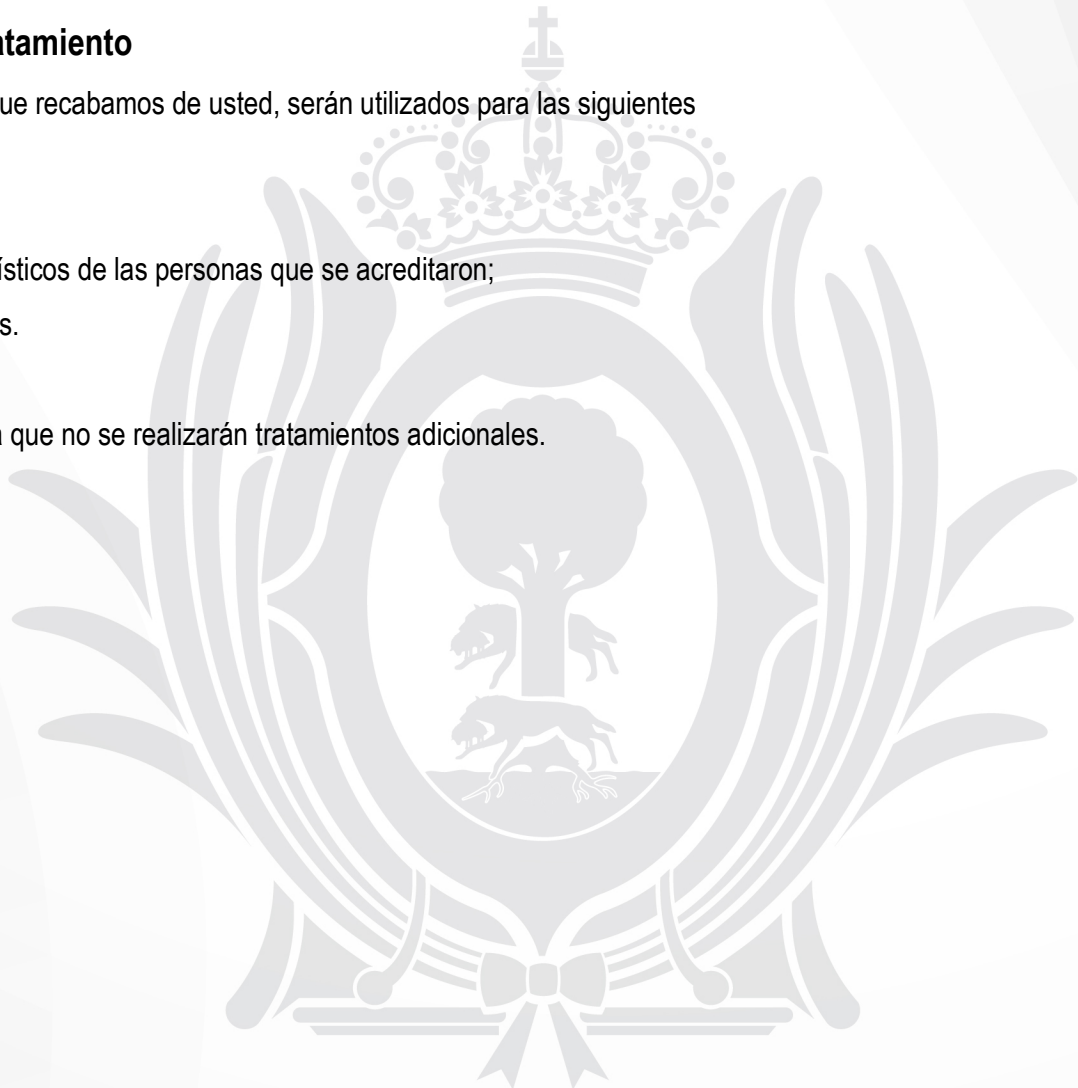 tamiento
ue recabamos de usted, serán utilizados para las siguientes
ísticos de las personas que se acreditaron;
s.
que no se realizarán tratamientos adicionales.